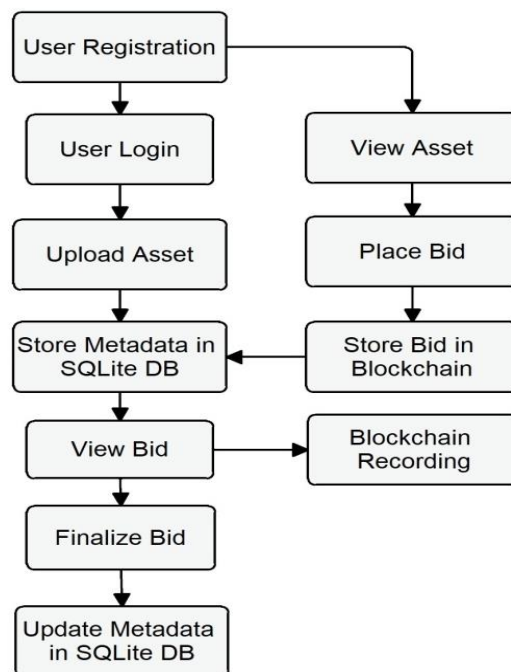 User Registration
User Login
View Asset
Upload Asset
Place Bid
Store Metadata in
SQLite DB
Store Bid in
Blockchain
View Bid
Blockchain
Recording
Finalize Bid
Update Metadata
in SQLite DB